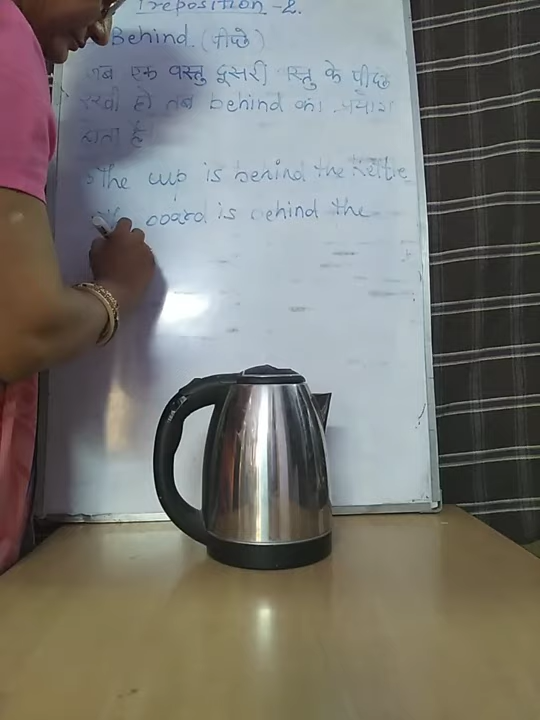 Preposition - 2.
Behind. (पीछे)
जब एक वस्तु दूसरी वस्तु के पीछे
रखी हो तब behind का प्रयोग
होता है
the cup is behind the Kettle
board is behind the